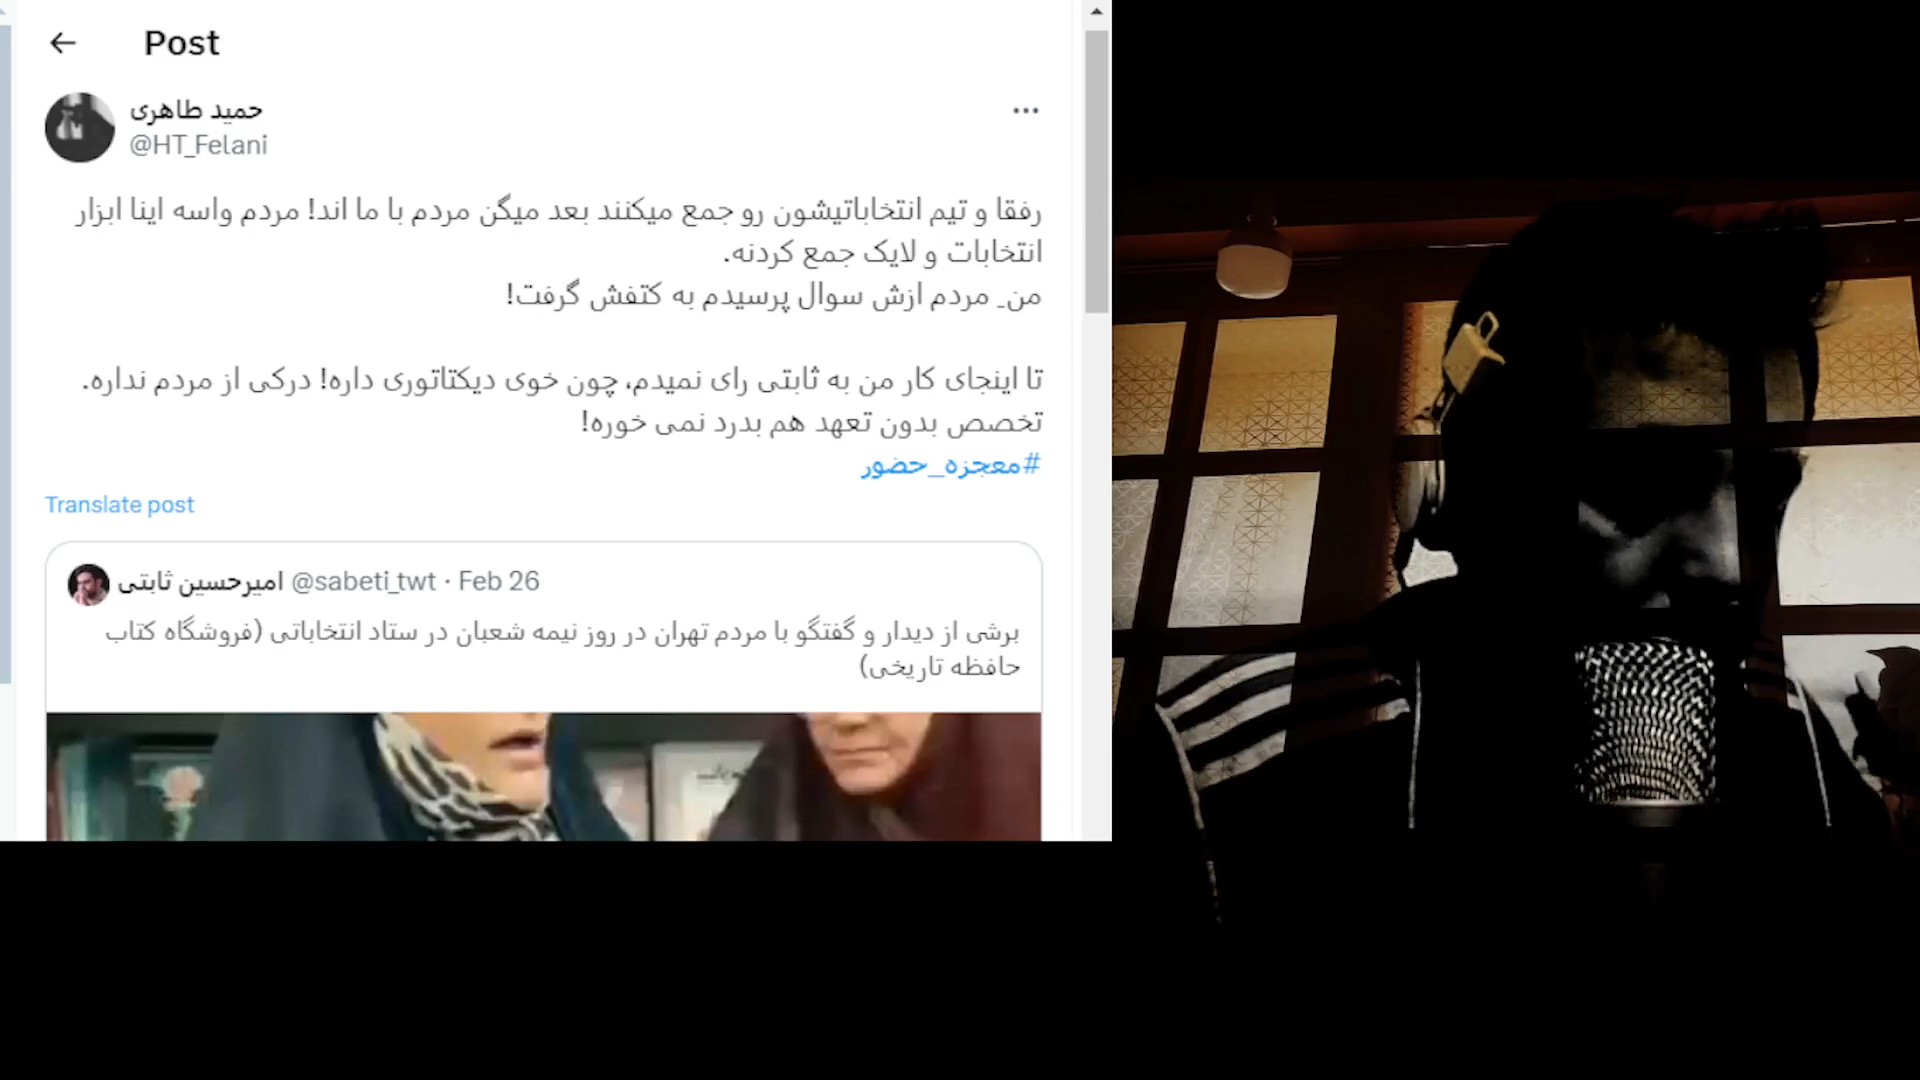 Post
حمید طاهری
@HT_Felani
رفقا و تیم انتخاباتیشون رو جمع میکنند بعد میگن مردم با ما اند! مردم واسه اینا ابزار
انتخابات و لایک جمع کردنه.
من_ مردم ازش سوال پرسیدم به کتفش گرفت!
تا اینجای کار من به ثابتی رای نمیدم، چون خوی دیکتاتوری داره! درکی از مردم نداره.
تخصص بدون تعهد هم بدرد نمی خوره!
#معجزه_حضور
Translate post
امیرحسین ثابتی @sabeti_twt · Feb 26
برشی از دیدار و گفتگو با مردم تهران در روز نیمه شعبان در ستاد انتخاباتی (فروشگاه کتاب
حافظه تاریخی)